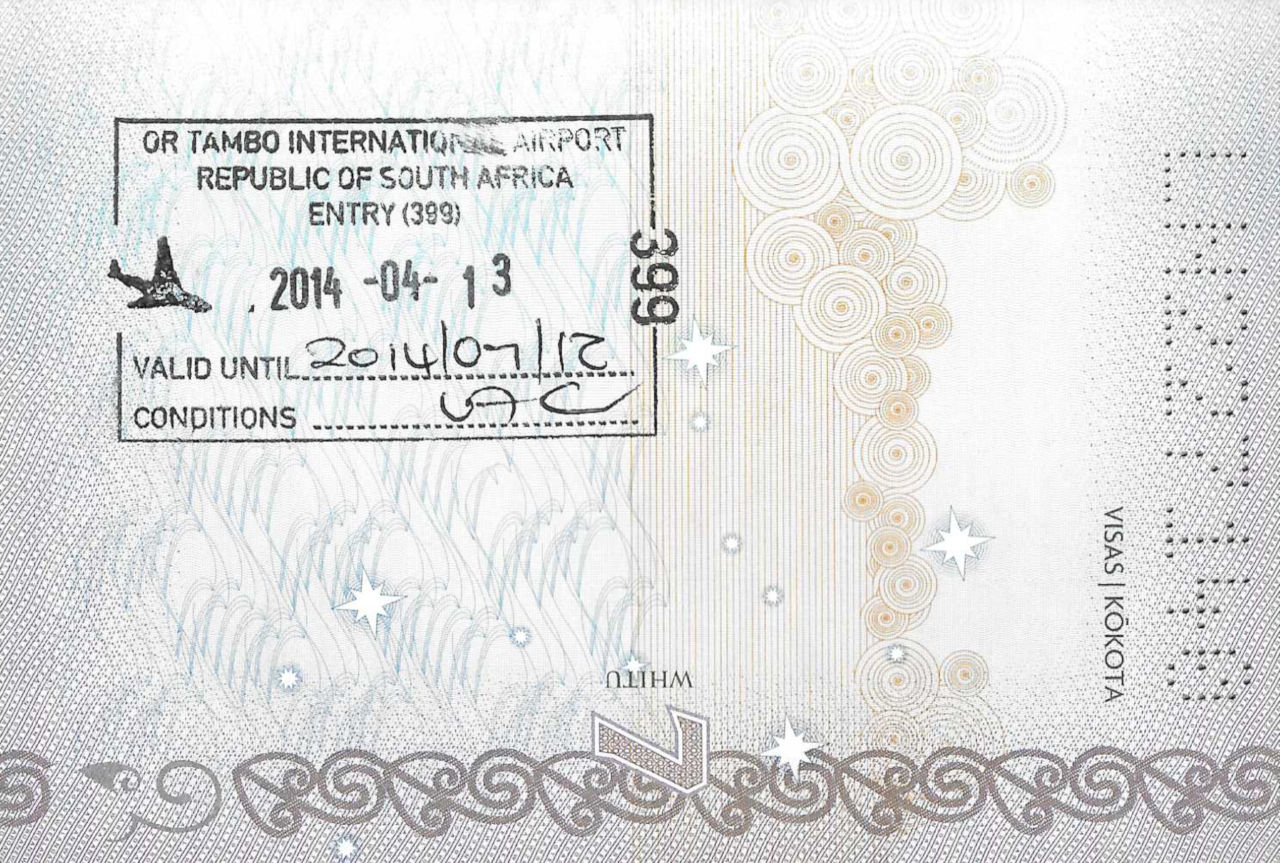 OR TAMBO INTERNATIONAL AIRPORT
REPUBLIC OF SOUTH AFRICA
ENTRY (399)
. 2014 -04- 13
399
VALID UNTIL 2014/07/12
CONDITIONS
VISAS | KŌKOTA
WHITU
7